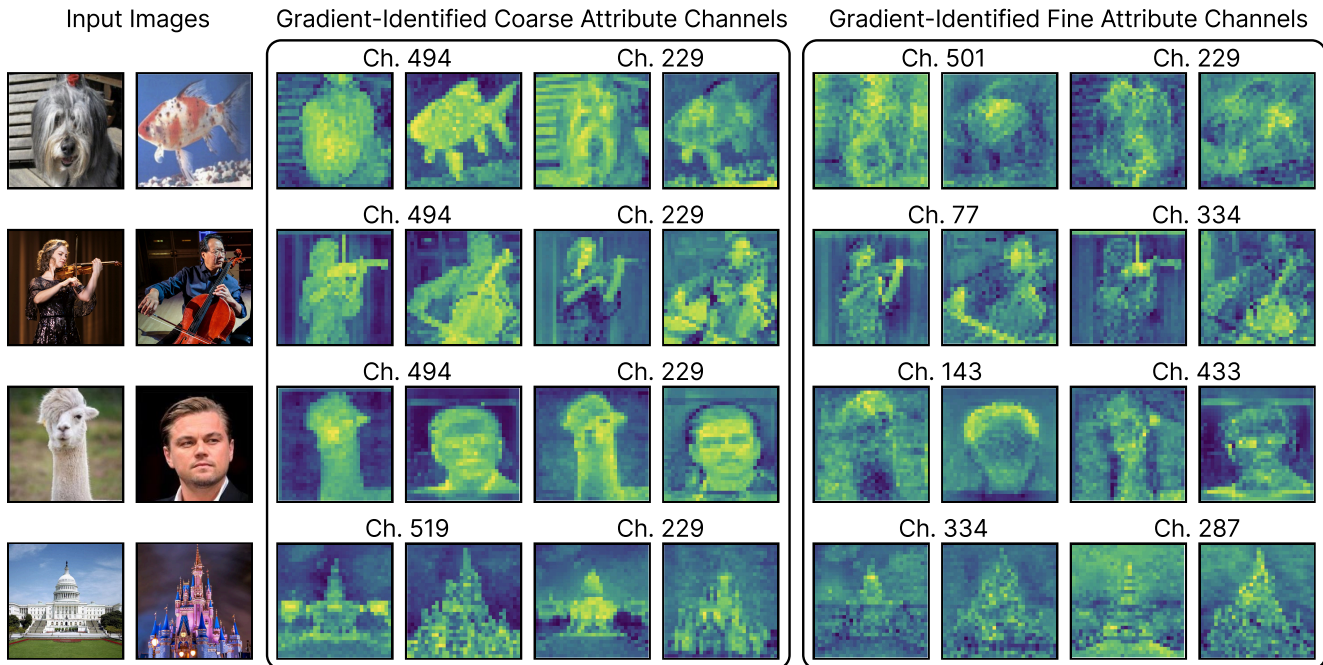 Input Images
Gradient-Identified Coarse Attribute Channels
Gradient-Identified Fine Attribute Channels
Ch. 494
Ch. 229
Ch. 501
Ch. 229
Ch. 494
Ch. 229
Ch. 77
Ch. 334
Ch. 494
Ch. 229
Ch. 143
Ch. 433
Ch. 519
Ch. 229
Ch. 334
Ch. 287